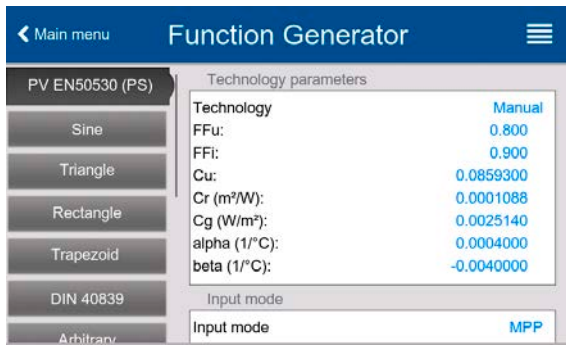 Main menu
Function Generator
PV EN50530 (PS)
Sine
Triangle
Rectangle
Trapezoid
DIN 40839
Arbitrary
Technology parameters
Technology Manual
FFu: 0.800
FFi: 0.900
Cu: 0.0859300
Cr (m²/W): 0.0001088
Cg (W/m²): 0.0025140
alpha (1/°C): 0.0004000
beta (1/°C): -0.0040000
Input mode
Input mode MPP